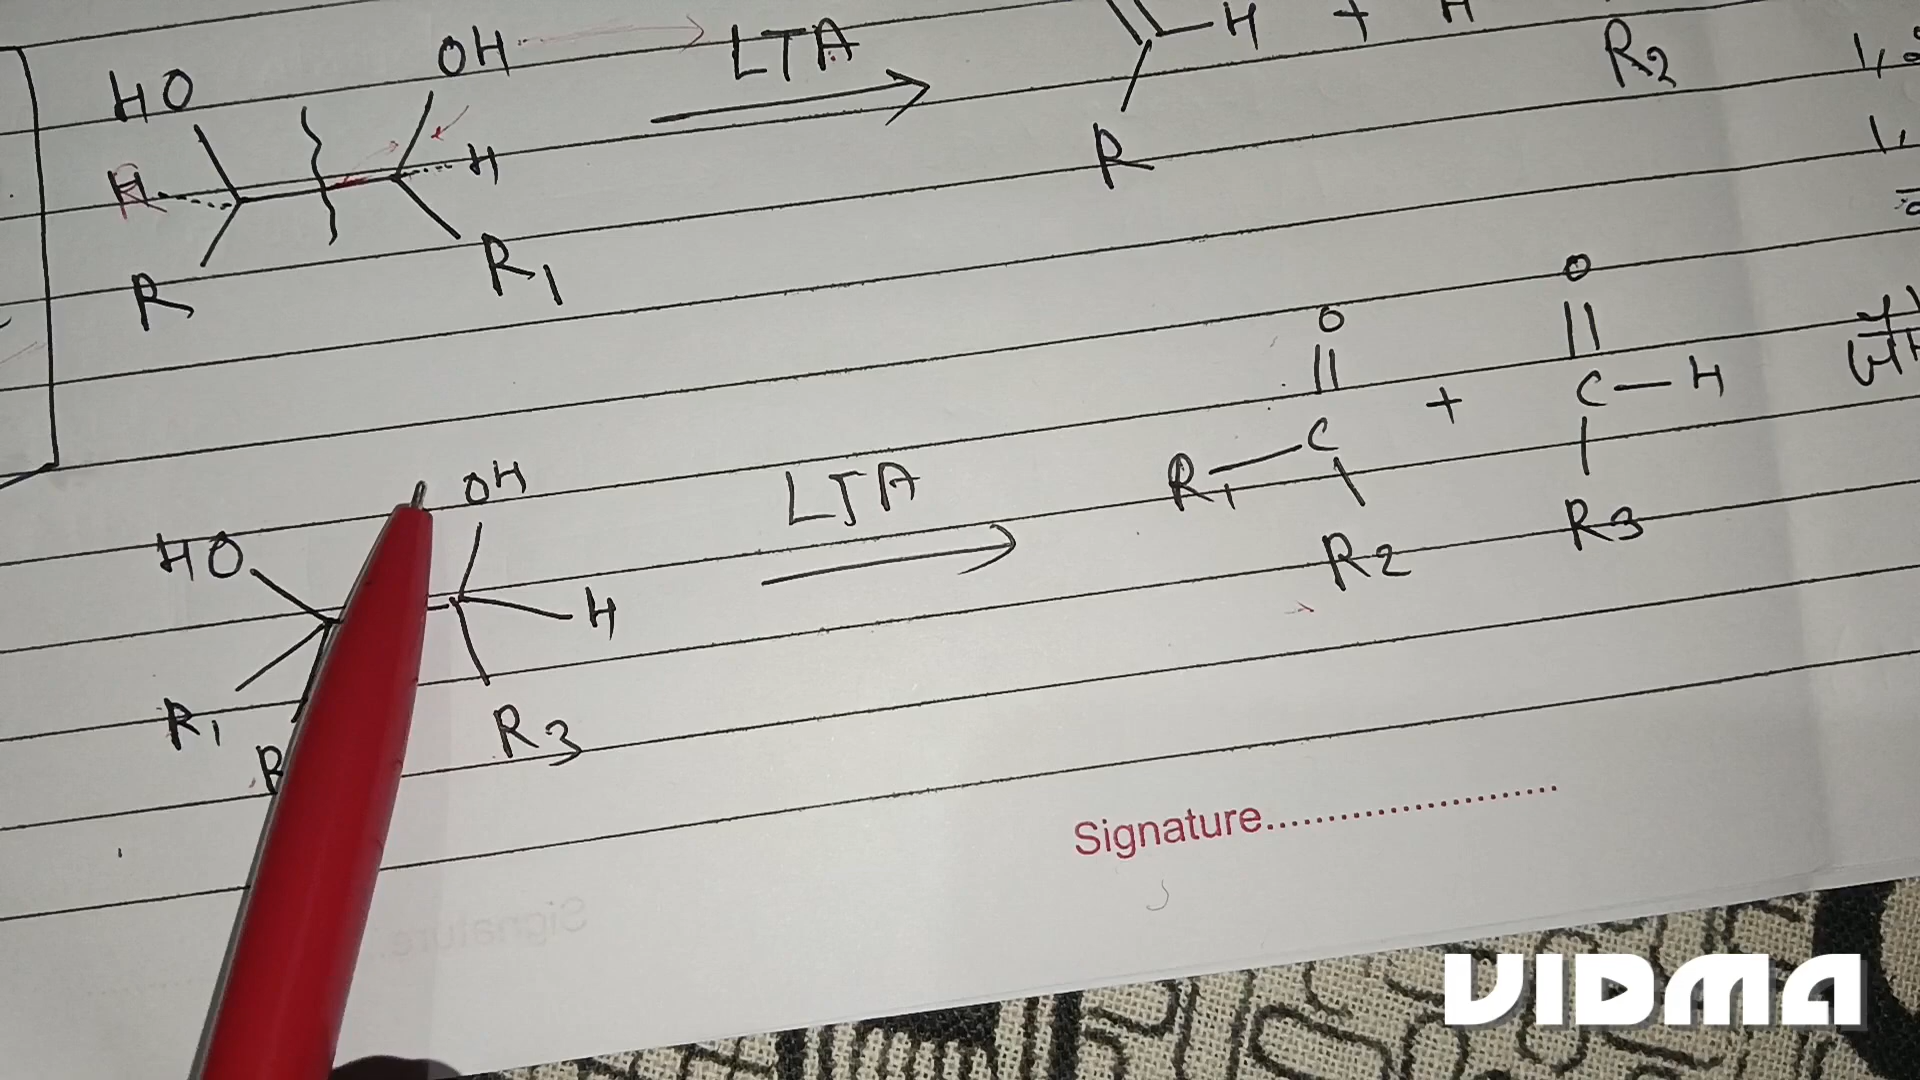 HO OH LTA H + H
H H R R2
R R1
O O
HO OH LTA R1 C + C H
H R2 R3
R1 R3
Signature
VIDMA